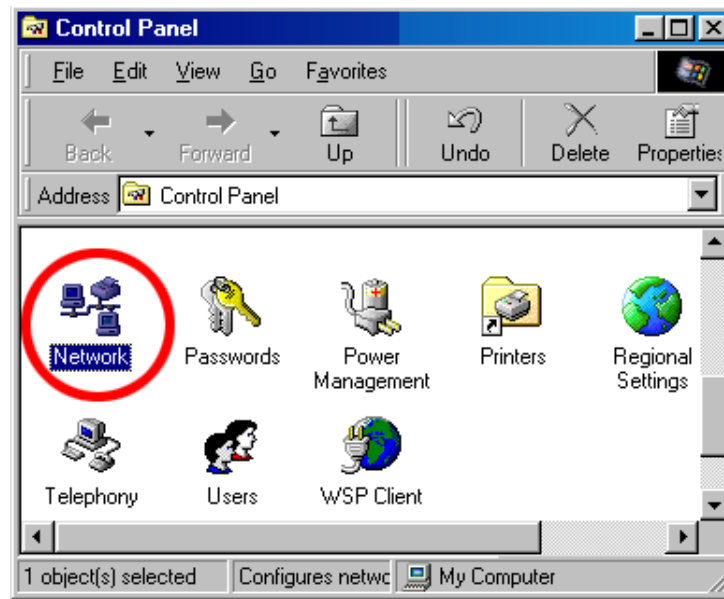 Control Panel
File Edit View Go Favorites
Back Forward Up Undo Delete Properties
Address Control Panel
Network Passwords Power Management Printers Regional Settings
Telephony Users WSP Client
1 object(s) selected Configures netwc My Computer